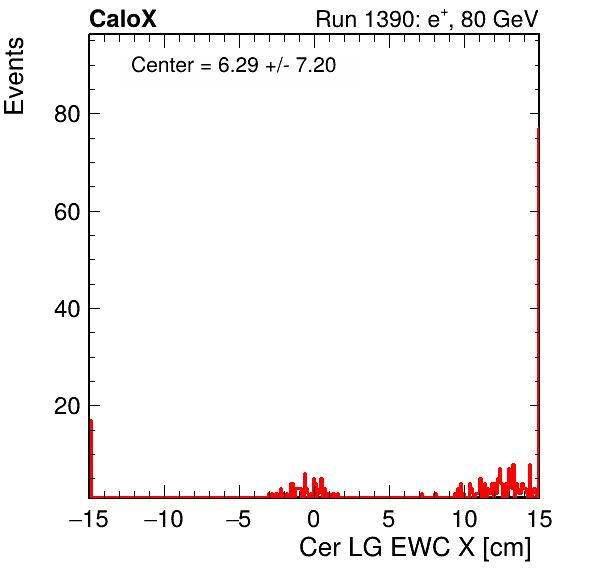 CaloX Run 1390: e⁺, 80 GeV
Center = 6.29 +/- 7.20
Events
80
60
40
20
−15 −10 −5 0 5 10 15
Cer LG EWC X [cm]